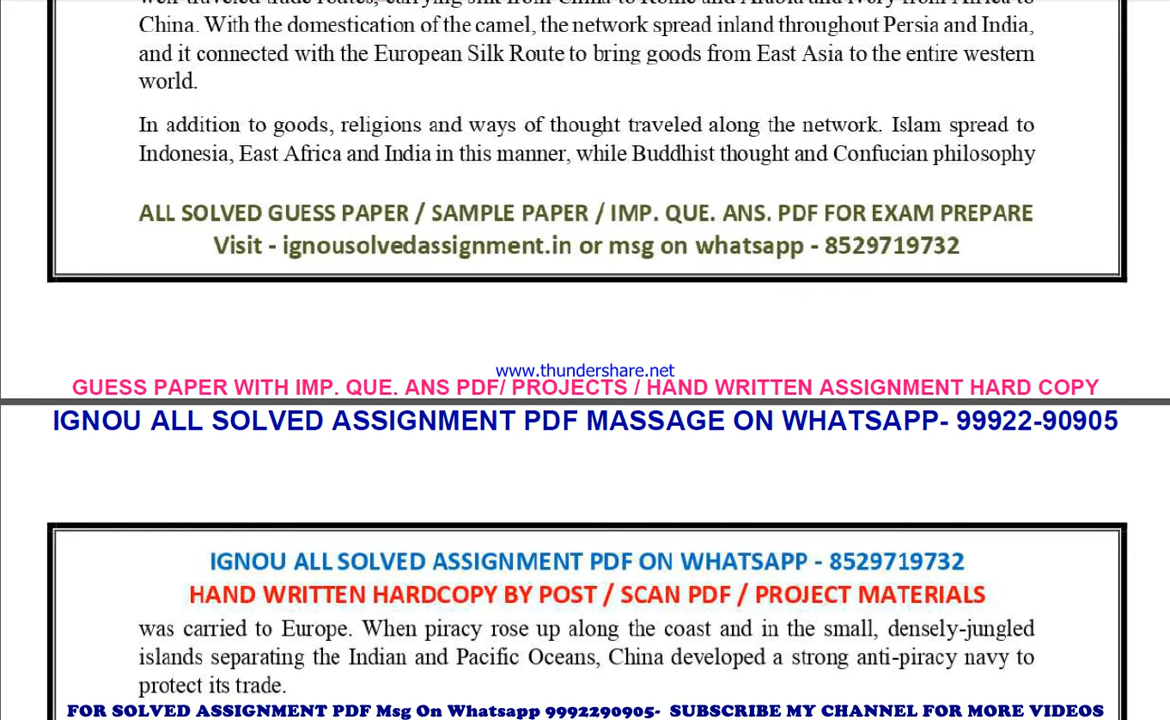 China. With the domestication of the camel, the network spread inland throughout Persia and India,
and it connected with the European Silk Route to bring goods from East Asia to the entire western
world.
In addition to goods, religions and ways of thought traveled along the network. Islam spread to
Indonesia, East Africa and India in this manner, while Buddhist thought and Confucian philosophy
ALL SOLVED GUESS PAPER / SAMPLE PAPER / IMP. QUE. ANS. PDF FOR EXAM PREPARE
Visit - ignousolvedassignment.in or msg on whatsapp - 8529719732
www.thundershare.net
GUESS PAPER WITH IMP. QUE. ANS PDF/ PROJECTS / HAND WRITTEN ASSIGNMENT HARD COPY
IGNOU ALL SOLVED ASSIGNMENT PDF MASSAGE ON WHATSAPP- 99922-90905
IGNOU ALL SOLVED ASSIGNMENT PDF ON WHATSAPP - 8529719732
HAND WRITTEN HARDCOPY BY POST / SCAN PDF / PROJECT MATERIALS
was carried to Europe. When piracy rose up along the coast and in the small, densely-jungled
islands separating the Indian and Pacific Oceans, China developed a strong anti-piracy navy to
protect its trade.
FOR SOLVED ASSIGNMENT PDF Msg On Whatsapp 9992290905- SUBSCRIBE MY CHANNEL FOR MORE VIDEOS